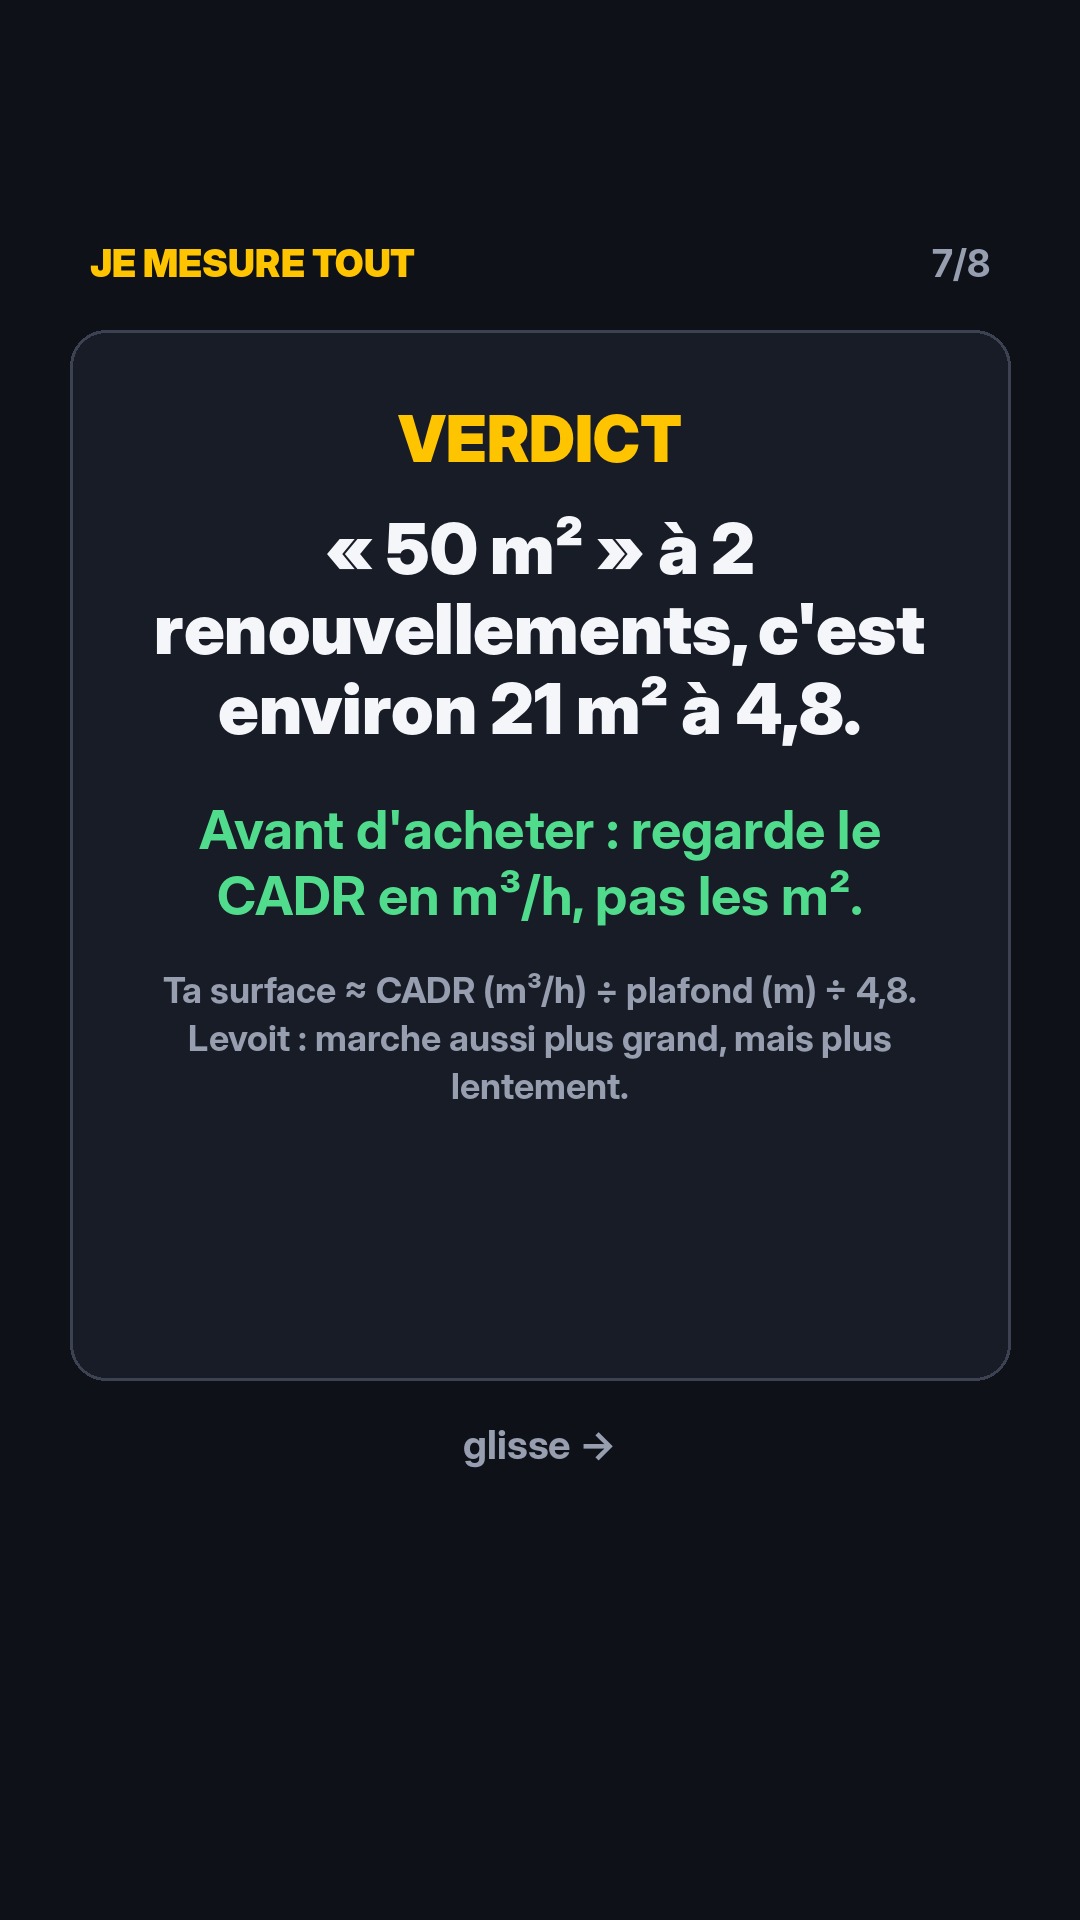 JE MESURE TOUT
7/8
VERDICT
« 50 m² » à 2
renouvellements, c'est
environ 21 m² à 4,8.
Avant d'acheter : regarde le
CADR en m³/h, pas les m².
Ta surface ≈ CADR (m³/h) ÷ plafond (m) ÷ 4,8.
Levoit : marche aussi plus grand, mais plus
lentement.
glisse →